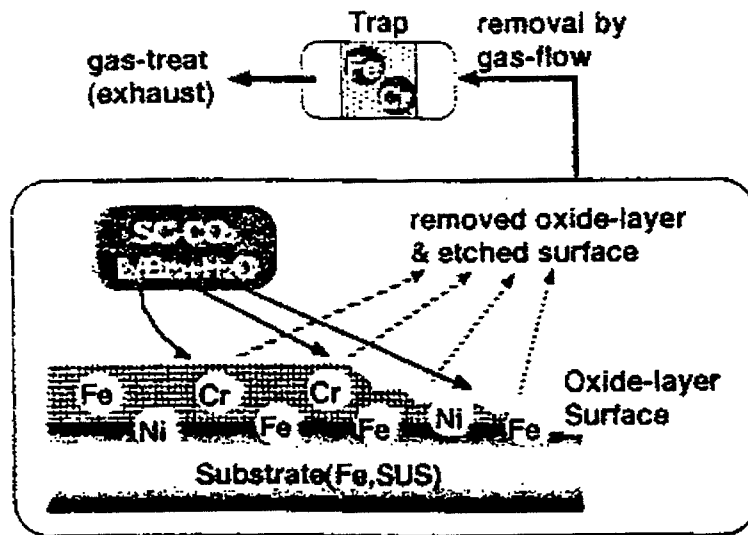 Trap
removal by
gas-flow
gas-treat
(exhaust)
Fe
Cr
SC-CO₂
removed oxide-layer
& etched surface
Fe
Cr
Cr
Ni
Fe
Fe
Ni
Fe
Oxide-layer
Surface
Substrate(Fe,SUS)